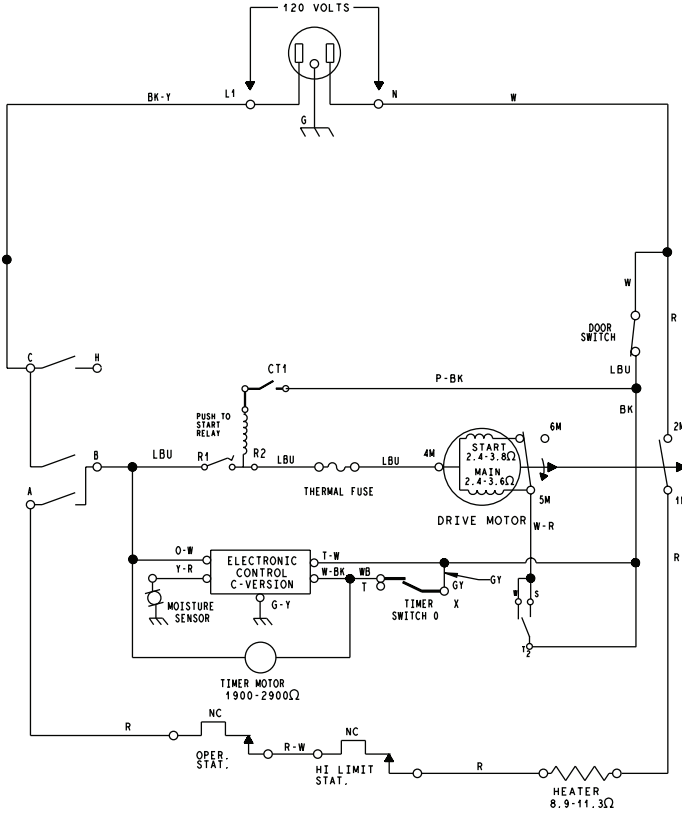 120 VOLTS
BK-Y
L1
N
W
G
W
DOOR
SWITCH
R
LBU
C
H
CT1
P-BK
BK
PUSH TO
START
RELAY
6M
2M
B
LBU
R1
R2
LBU
LBU
4M
START
2.4-3.8Ω
MAIN
2.4-3.6Ω
THERMAL FUSE
A
5M
1M
DRIVE MOTOR
W-R
O-W
ELECTRONIC
CONTROL
C-VERSION
T-W
R
Y-R
W-BK
WB
T
GY
GY
W
S
MOISTURE
SENSOR
G-Y
TIMER
SWITCH 0
X
T2
TIMER MOTOR
1900-2900Ω
R
NC
OPER.
STAT.
R-W
NC
HI LIMIT
STAT.
R
HEATER
8.9-11.3Ω